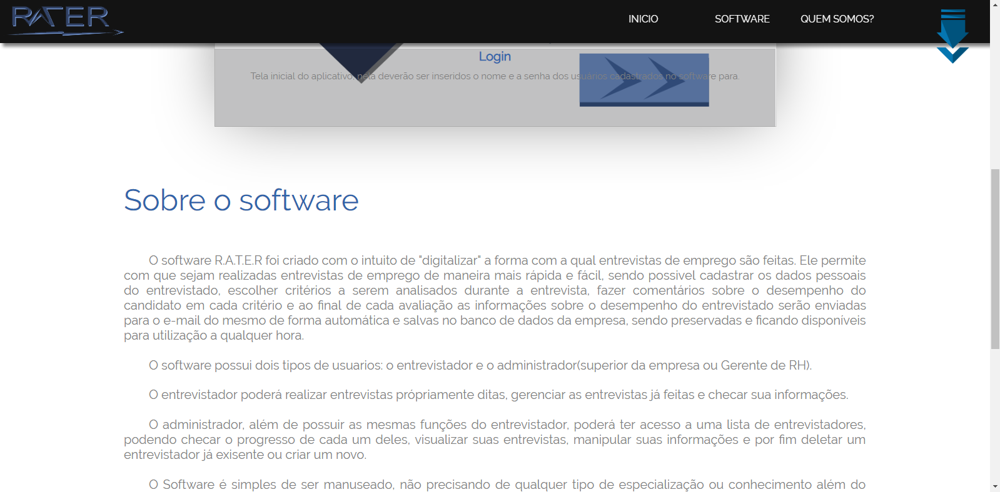 RATER
INICIO
SOFTWARE
QUEM SOMOS?
Login
Tela inicial do aplicativo, nela deverão ser inseridos o nome e a senha dos usuários cadastrados no software para.
Sobre o software
O software R.A.T.E.R foi criado com o intuito de "digitalizar" a forma com a qual entrevistas de emprego são feitas. Ele permite
com que sejam realizadas entrevistas de emprego de maneira mais rápida e fácil, sendo possivel cadastrar os dados pessoais
do entrevistado, escolher critérios a serem analisados durante a entrevista, fazer comentários sobre o desempenho do
candidato em cada critério e ao final de cada avaliação as informações sobre o desempenho do entrevistado serão enviadas
para o e-mail do mesmo de forma automática e salvas no banco de dados da empresa, sendo preservadas e ficando disponíveis
para utilização a qualquer hora.
O software possui dois tipos de usuarios: o entrevistador e o administrador(superior da empresa ou Gerente de RH).
O entrevistador poderá realizar entrevistas própriamente ditas, gerenciar as entrevistas já feitas e checar sua informações.
O administrador, além de possuir as mesmas funções do entrevistador, poderá ter acesso a uma lista de entrevistadores,
podendo checar o progresso de cada um deles, visualizar suas entrevistas, manipular suas informações e por fim deletar um
entrevistador já exisente ou criar um novo.
O Software é simples de ser manuseado, não precisando de qualquer tipo de especialização ou conhecimento além do